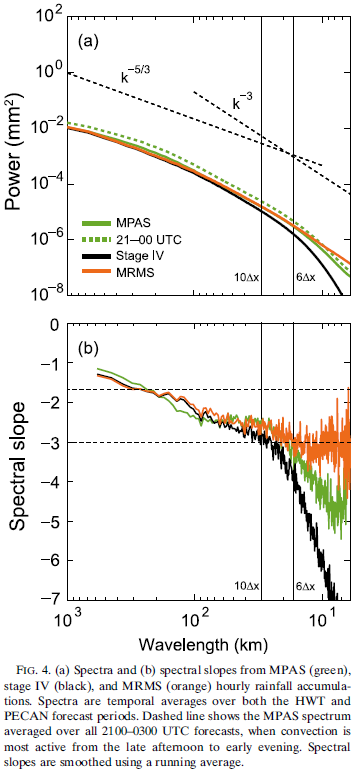 (a)
10⁴
10²
10⁰
10⁻²
10⁻⁴
10⁻⁶
10⁻⁸
Power (mm²)
k⁻⁵/³
k⁻³
MPAS
21–00 UTC
Stage IV
MRMS
10Δx
6Δx
(b)
0
-1
-2
-3
-4
-5
-6
-7
Spectral slope
10Δx
6Δx
10³
10²
10¹
Wavelength (km)
FIG. 4. (a) Spectra and (b) spectral slopes from MPAS (green),
stage IV (black), and MRMS (orange) hourly rainfall accumula-
tions. Spectra are temporal averages over both the HWT and
PECAN forecast periods. Dashed line shows the MPAS spectrum
averaged over all 2100–0300 UTC forecasts, when convection is
most active from the late afternoon to early evening. Spectral
slopes are smoothed using a running average.